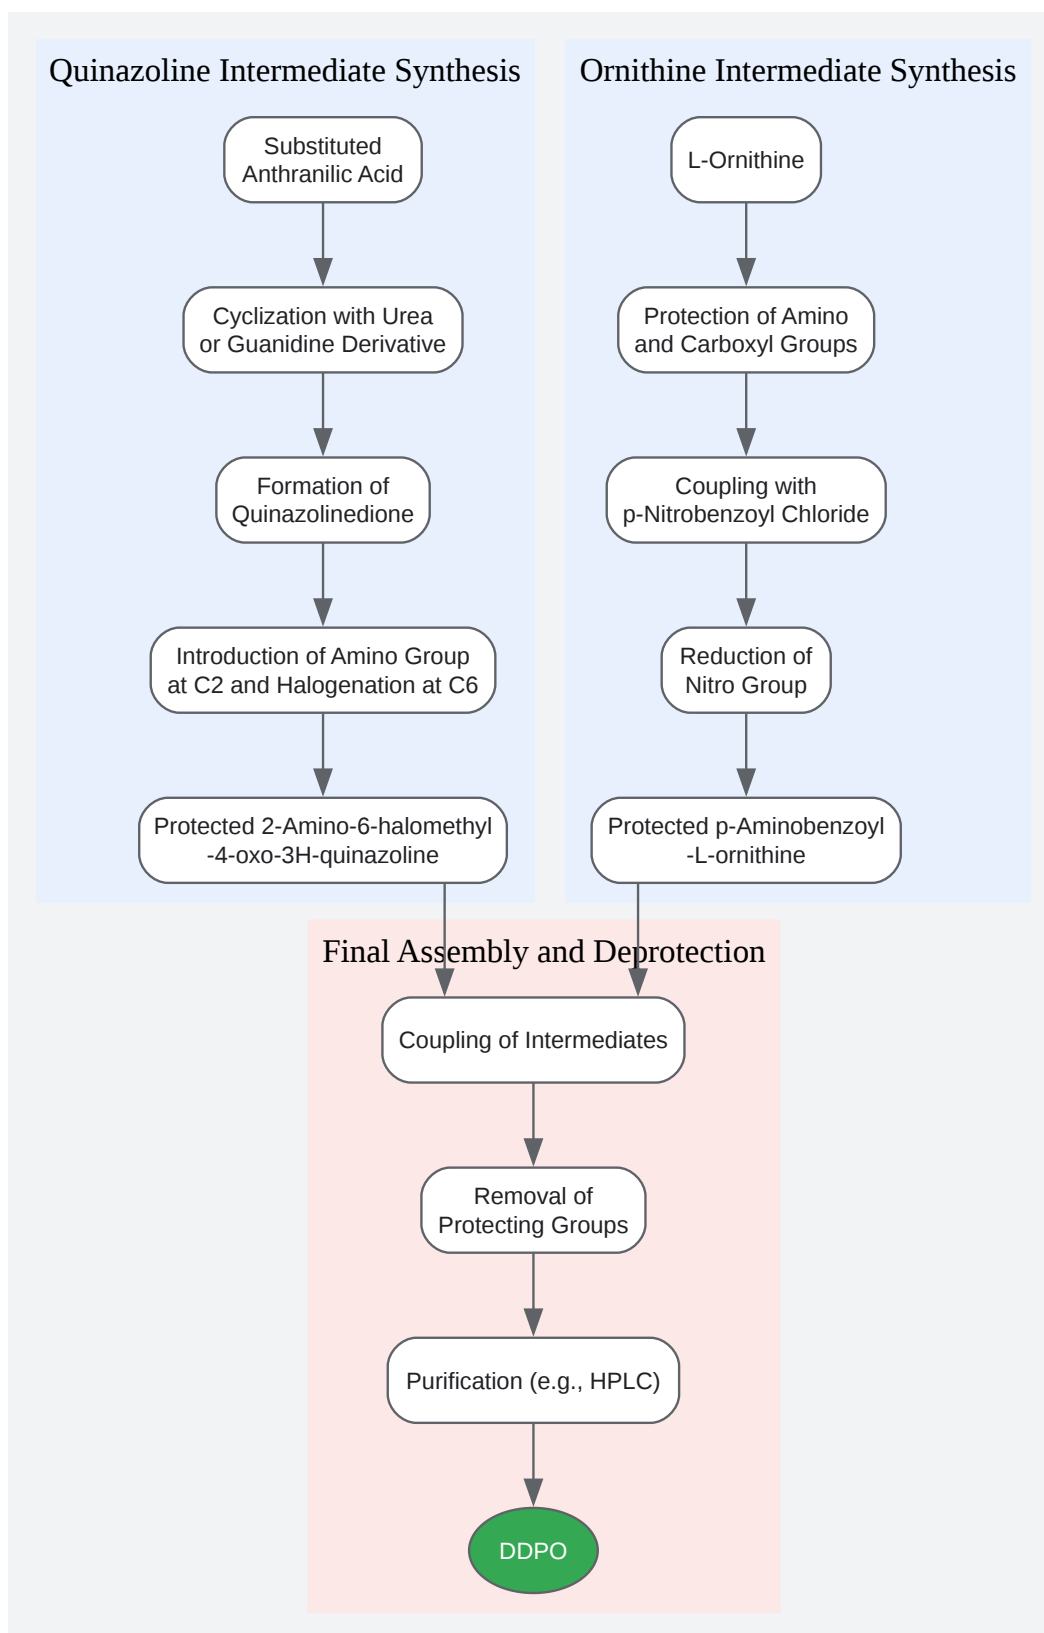 Quinazoline Intermediate Synthesis
Substituted
Anthranilic Acid
Cyclization with Urea
or Guanidine Derivative
Formation of
Quinazolinedione
Introduction of Amino Group
at C2 and Halogenation at C6
Protected 2-Amino-6-halomethyl
-4-oxo-3H-quinazoline
Ornithine Intermediate Synthesis
L-Ornithine
Protection of Amino
and Carboxyl Groups
Coupling with
p-Nitrobenzoyl Chloride
Reduction of
Nitro Group
Protected p-Aminobenzoyl
-L-ornithine
Final Assembly and Deprotection
Coupling of Intermediates
Removal of
Protecting Groups
Purification (e.g., HPLC)
DDPO